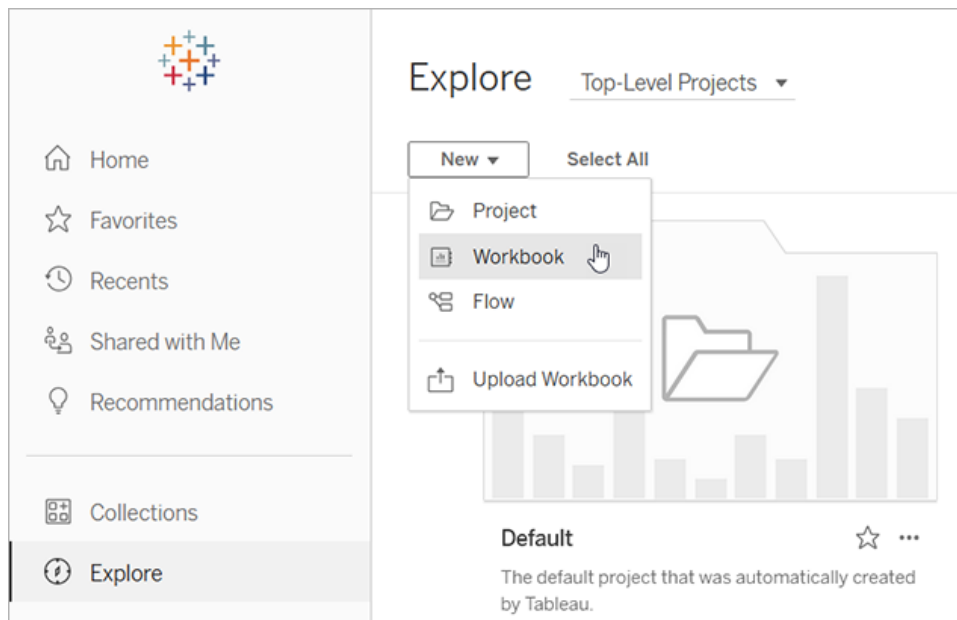 Home
Favorites
Recents
Shared with Me
Recommendations
Collections
Explore
Explore
Top-Level Projects
New
Select All
Project
Workbook
Flow
Upload Workbook
Default
The default project that was automatically created
by Tableau.